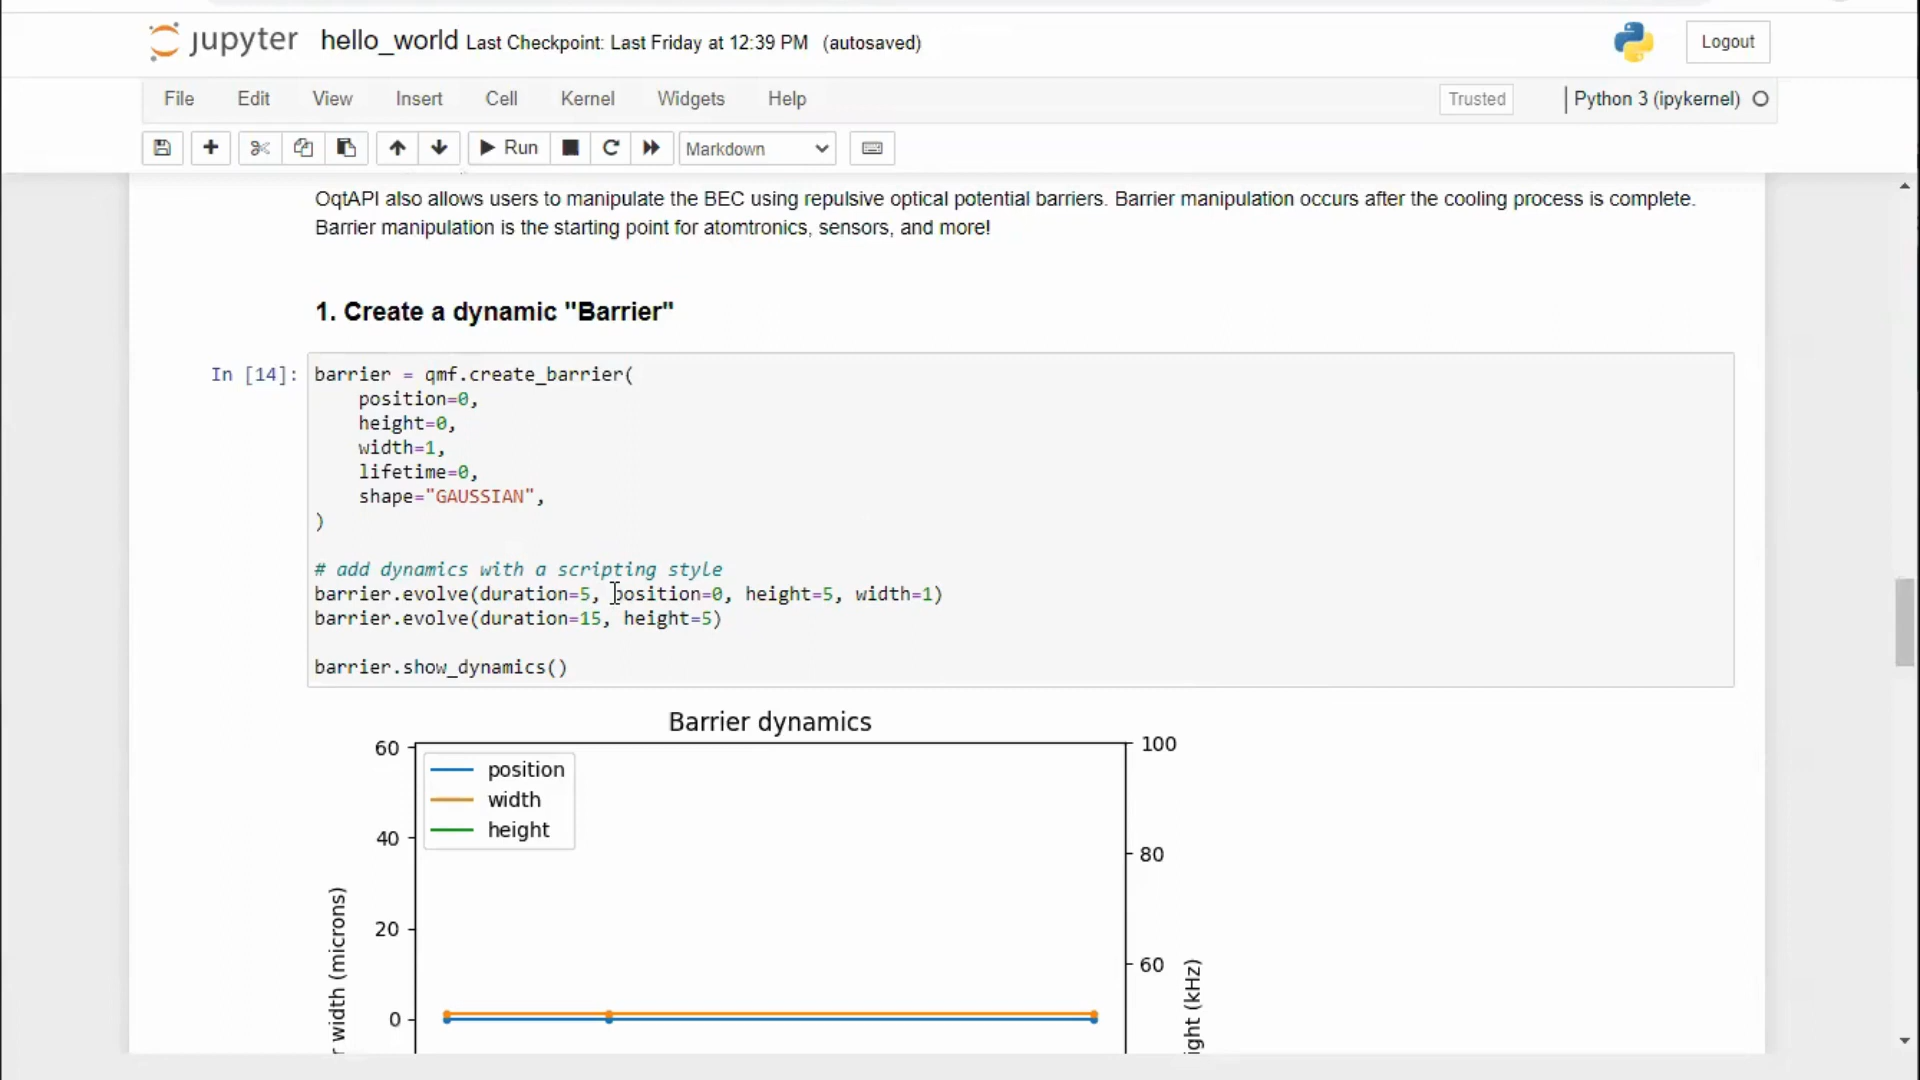 jupyter hello_world Last Checkpoint: Last Friday at 12:39 PM (autosaved) Logout
File Edit View Insert Cell Kernel Widgets Help Trusted Python 3 (ipykernel)
Run Markdown
OqtAPI also allows users to manipulate the BEC using repulsive optical potential barriers. Barrier manipulation occurs after the cooling process is complete.
Barrier manipulation is the starting point for atomtronics, sensors, and more!
1. Create a dynamic "Barrier"
In [14]: barrier = qmf.create_barrier(
position=0,
height=0,
width=1,
lifetime=0,
shape="GAUSSIAN",
)
# add dynamics with a scripting style
barrier.evolve(duration=5, position=0, height=5, width=1)
barrier.evolve(duration=15, height=5)
barrier.show_dynamics()
Barrier dynamics
60
40
20
0
position
width
height
100
80
60
width (microns)
(kHz)